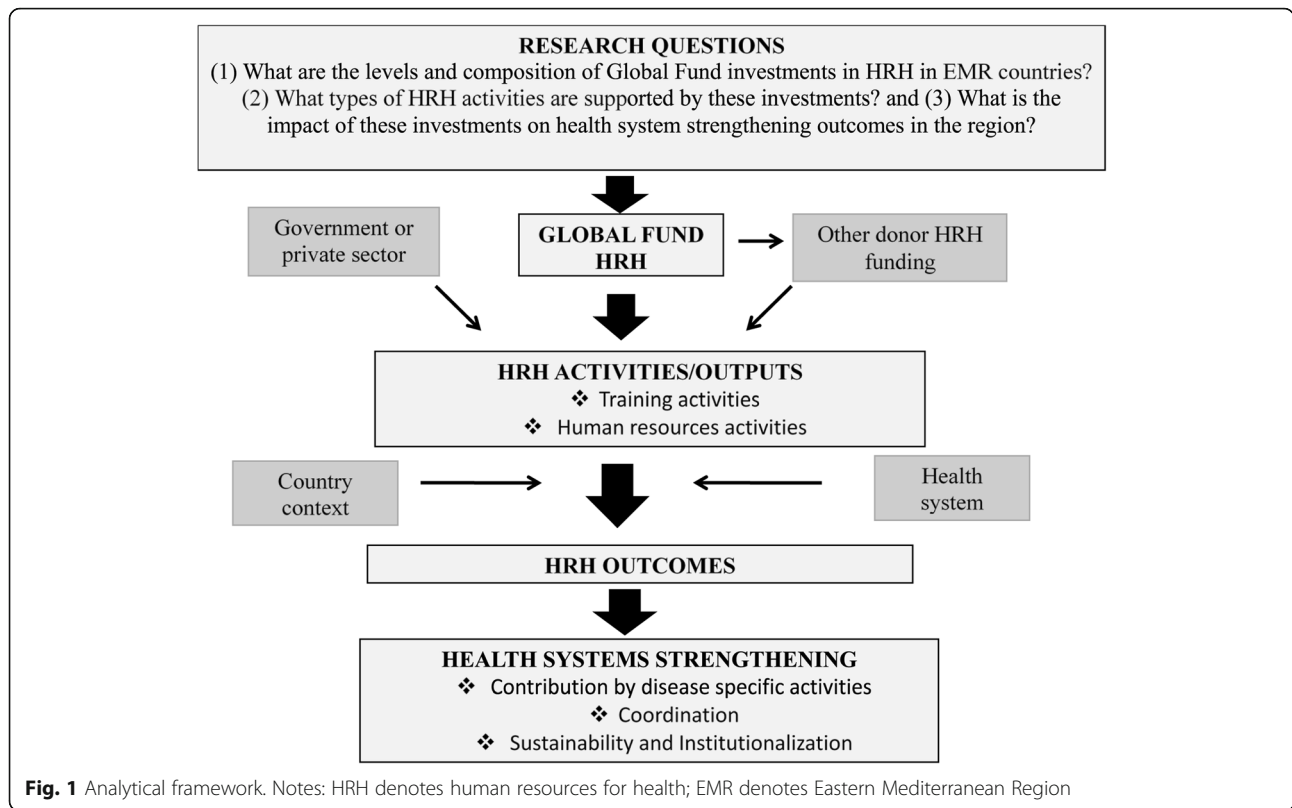 RESEARCH QUESTIONS
(1) What are the levels and composition of Global Fund investments in HRH in EMR countries?
(2) What types of HRH activities are supported by these investments? and (3) What is the
impact of these investments on health system strengthening outcomes in the region?
Government or
private sector
GLOBAL FUND
HRH
Other donor HRH
funding
HRH ACTIVITIES/OUTPUTS
❖ Training activities
❖ Human resources activities
Country
context
Health
system
HRH OUTCOMES
HEALTH SYSTEMS STRENGTHENING
❖ Contribution by disease specific activities
❖ Coordination
❖ Sustainability and Institutionalization
Fig. 1 Analytical framework. Notes: HRH denotes human resources for health; EMR denotes Eastern Mediterranean Region